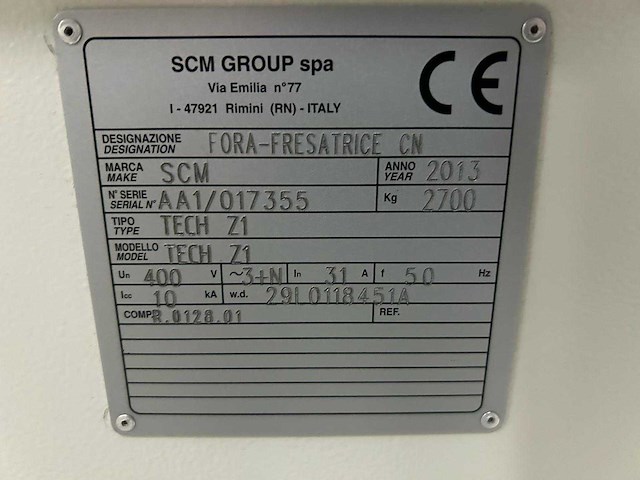 SCM GROUP spa
Via Emilia n°77
I - 47921 Rimini (RN) - ITALY
CE
DESIGNAZIONE
DESIGNATION FORA-FRESATRICE CN
MARCA
MAKE SCM ANNO
YEAR 2013
N° SERIE
SERIAL N° AA1/017355 Kg 2700
TIPO
TYPE TECH Z1
MODELLO
MODEL TECH Z1
Un 400 V ~3+N In 31 A f 50 Hz
Icc 10 kA w.d. 29L0118451A
COMP. R.0128.01 REF.